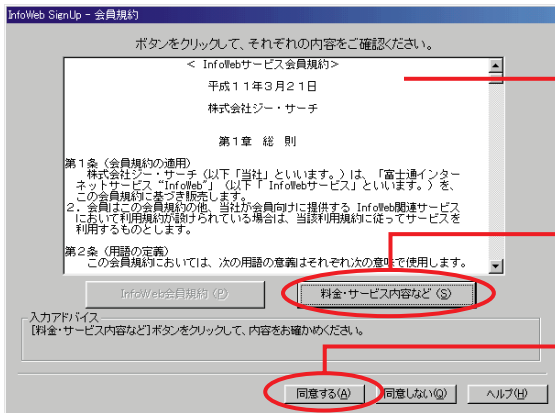 InfoWeb SignUp - 会員規約
ボタンをクリックして、それぞれの内容をご確認ください。
< InfoWebサービス会員規約>
平成11年3月21日
株式会社ジー・サーチ
第1章 総 則
第1条（会員規約の適用）
株式会社ジー・サーチ（以下「当社」といいます。）は、「富士通インター
ネットサービス “InfoWeb”」（以下「 InfoWebサービス」といいます。）を、
この会員規約に基づき販売します。
2．会員はこの会員規約の他、当社が会員向けに提供する InfoWeb関連サービス
において利用規約が設けられている場合は、当該利用規約に従ってサービスを
利用するものとします。
第2条（用語の定義）
この会員規約においては、次の用語の意義はそれぞれ次の意味で使用します。
InfoWeb会員規約 (P)
料金・サービス内容など (S)
入力アドバイス
[料金・サービス内容など]ボタンをクリックして、内容をお確かめください。
同意する(A)
同意しない(Q)
ヘルプ(H)